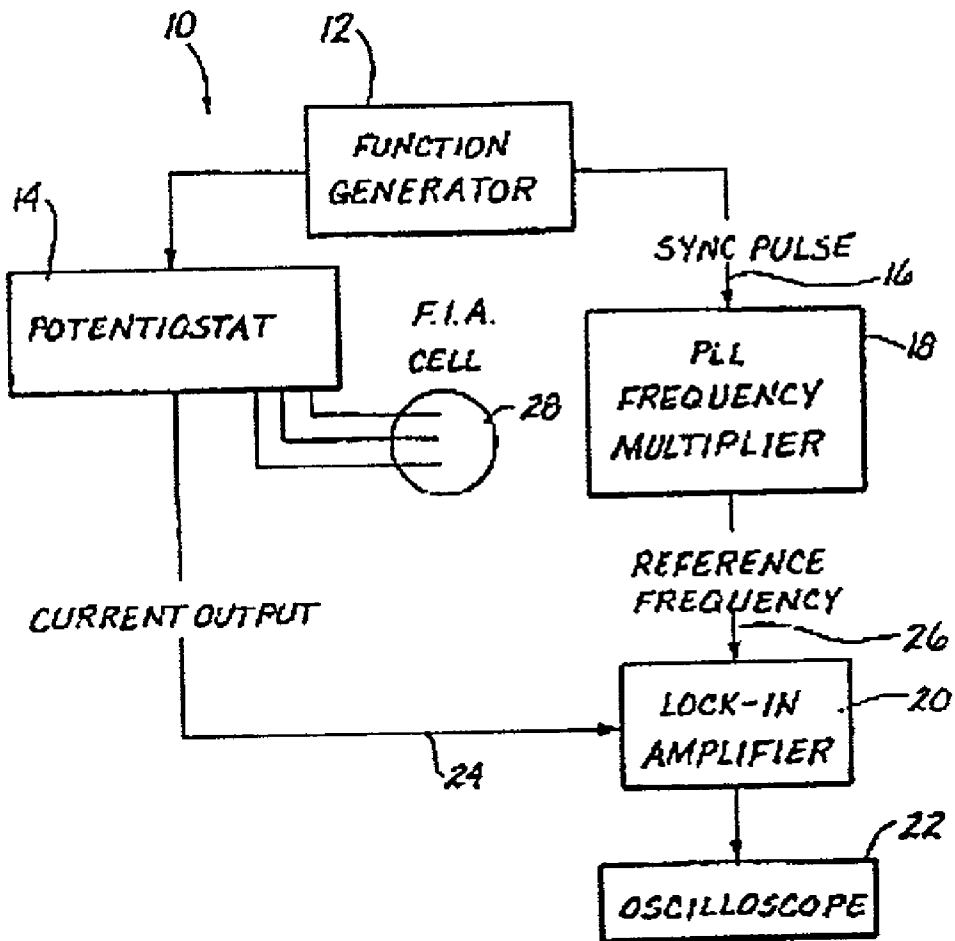 10
12
FUNCTION
GENERATOR
14
SYNC PULSE
16
POTENTIOSTAT
F.I.A.
CELL
28
PLL
FREQUENCY
MULTIPLIER
18
REFERENCE
FREQUENCY
26
CURRENT OUTPUT
LOCK-IN
AMPLIFIER
20
24
22
OSCILLOSCOPE